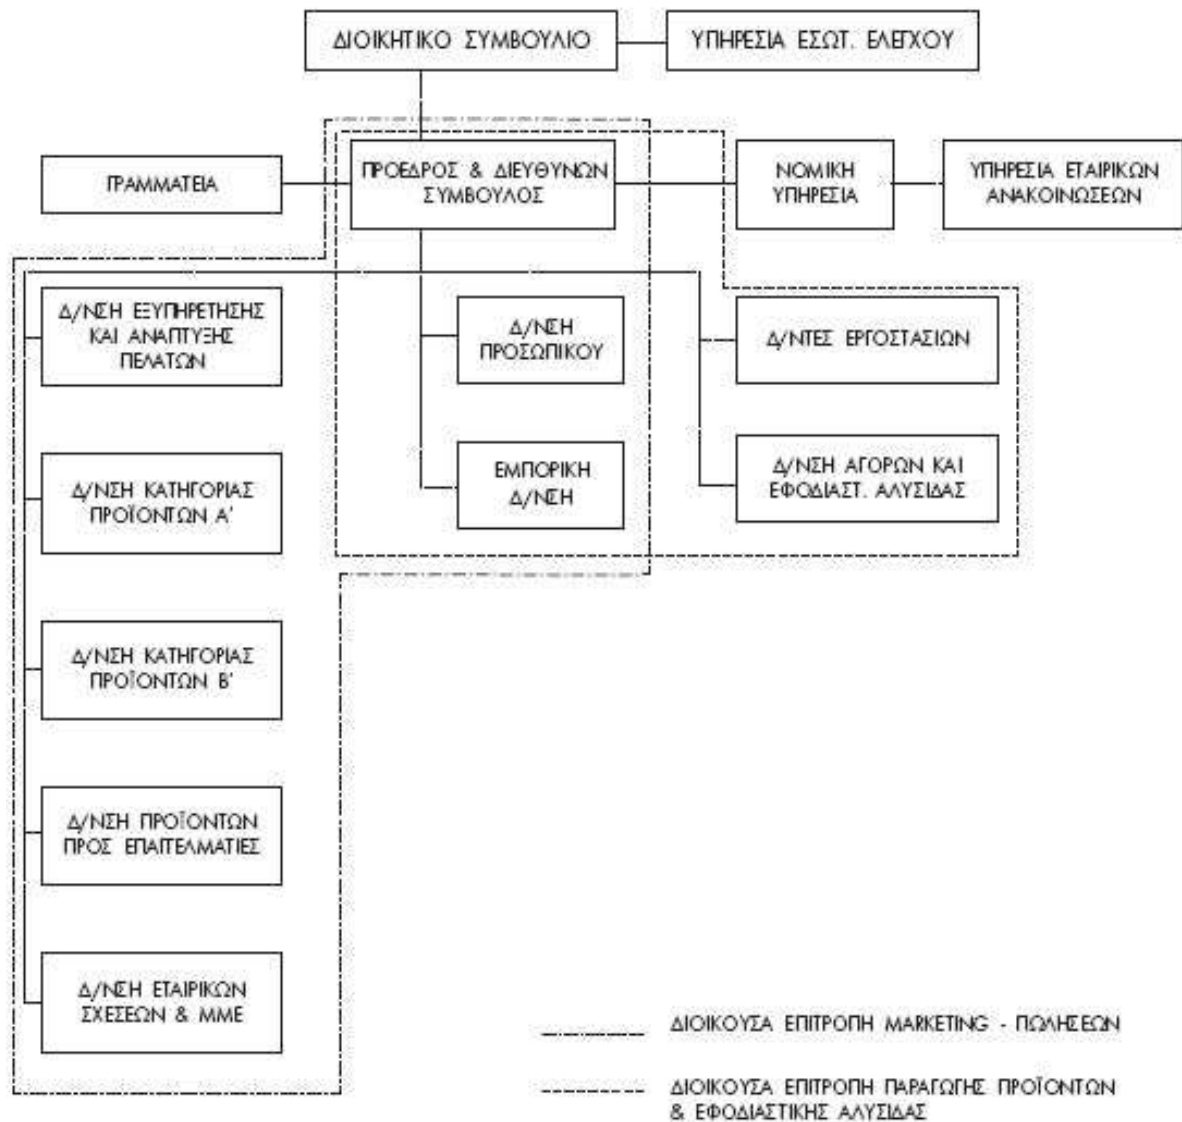 ΔΙΟΙΚΗΤΙΚΟ ΣΥΜΒΟΥΛΙΟ
ΥΠΗΡΕΣΙΑ ΕΣΩΤ. ΕΛΕΓΧΟΥ
ΓΡΑΜΜΑΤΕΙΑ
ΠΡΟΕΔΡΟΣ & ΔΙΕΥΘΥΝΩΝ
ΣΥΜΒΟΥΛΟΣ
ΝΟΜΙΚΗ
ΥΠΗΡΕΣΙΑ
ΥΠΗΡΕΣΙΑ ΕΤΑΙΡΙΚΩΝ
ΑΝΑΚΟΙΝΩΣΕΩΝ
Δ/ΝΣΗ ΕΞΥΠΗΡΕΤΗΣΗΣ
ΚΑΙ ΑΝΑΠΤΥΞΗΣ
ΠΕΛΑΤΩΝ
Δ/ΝΣΗ
ΠΡΟΣΩΠΙΚΟΥ
Δ/ΝΤΕΣ ΕΡΓΟΣΤΑΣΙΩΝ
Δ/ΝΣΗ ΚΑΤΗΓΟΡΙΑΣ
ΠΡΟΪΟΝΤΩΝ Α'
ΕΜΠΟΡΙΚΗ
Δ/ΝΣΗ
Δ/ΝΣΗ ΑΓΟΡΩΝ ΚΑΙ
ΕΦΟΔΙΑΣΤ. ΑΛΥΣΙΔΑΣ
Δ/ΝΣΗ ΚΑΤΗΓΟΡΙΑΣ
ΠΡΟΪΟΝΤΩΝ Β'
Δ/ΝΣΗ ΠΡΟΪΟΝΤΩΝ
ΠΡΟΣ ΕΠΑΓΓΕΛΜΑΤΙΕΣ
Δ/ΝΣΗ ΕΤΑΙΡΙΚΩΝ
ΣΧΕΣΕΩΝ & ΜΜΕ
ΔΙΟΙΚΟΥΣΑ ΕΠΙΤΡΟΠΗ MARKETING - ΠΩΛΗΣΕΩΝ
ΔΙΟΙΚΟΥΣΑ ΕΠΙΤΡΟΠΗ ΠΑΡΑΓΩΓΗΣ ΠΡΟΪΟΝΤΩΝ
& ΕΦΟΔΙΑΣΤΙΚΗΣ ΑΛΥΣΙΔΑΣ